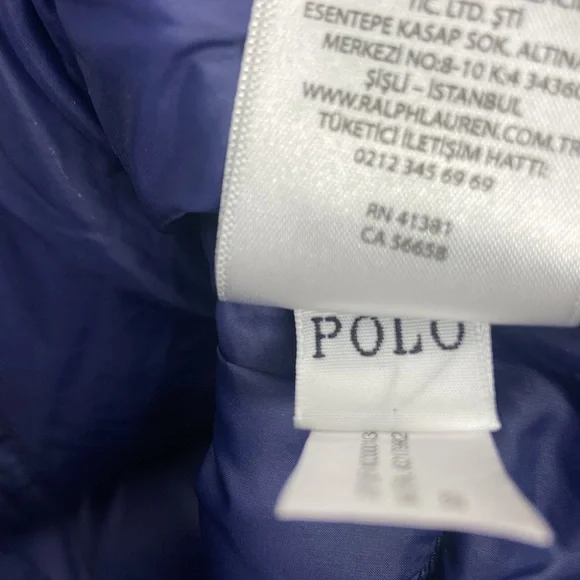 TİC. LTD. ŞTİ
ESENTEPE KASAP SOK. ALTINA
MERKEZİ NO:8-10 K:4 34360
ŞİŞLİ - İSTANBUL
WWW.RALPHLAUREN.COM.TR
TÜKETİCİ İLETİŞİM HATTI:
0212 345 69 69
RN 41381
CA 56658
POLO